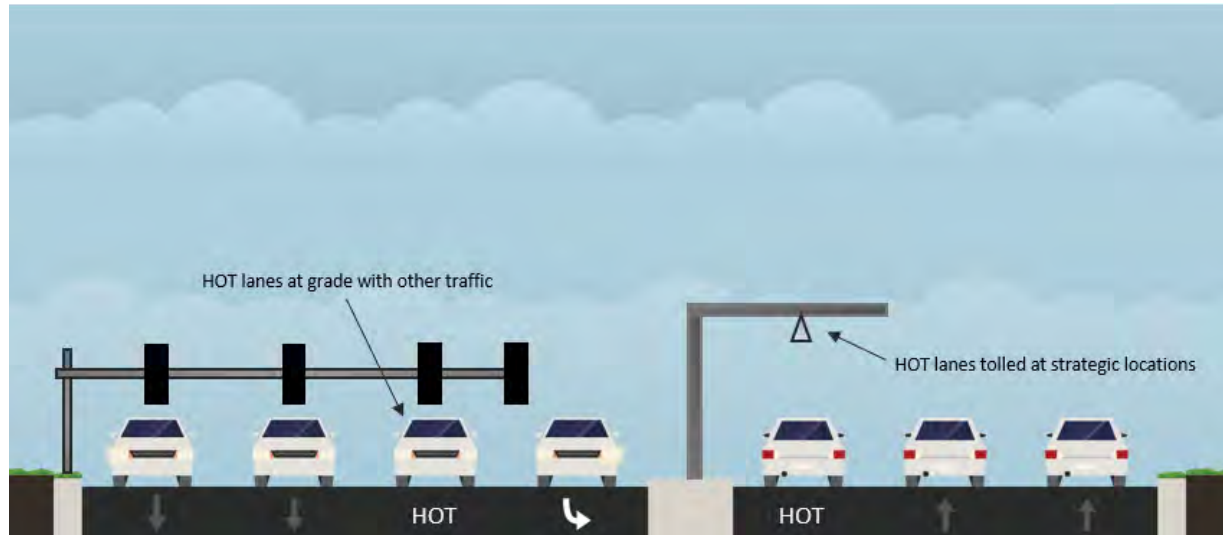 HOT lanes at grade with other traffic
HOT lanes tolled at strategic locations
HOT
HOT